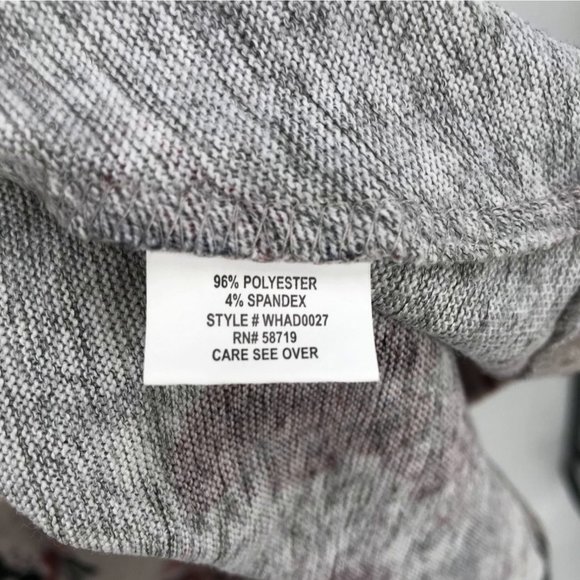 96% POLYESTER
4% SPANDEX
STYLE # WHAD0027
RN# 58719
CARE SEE OVER